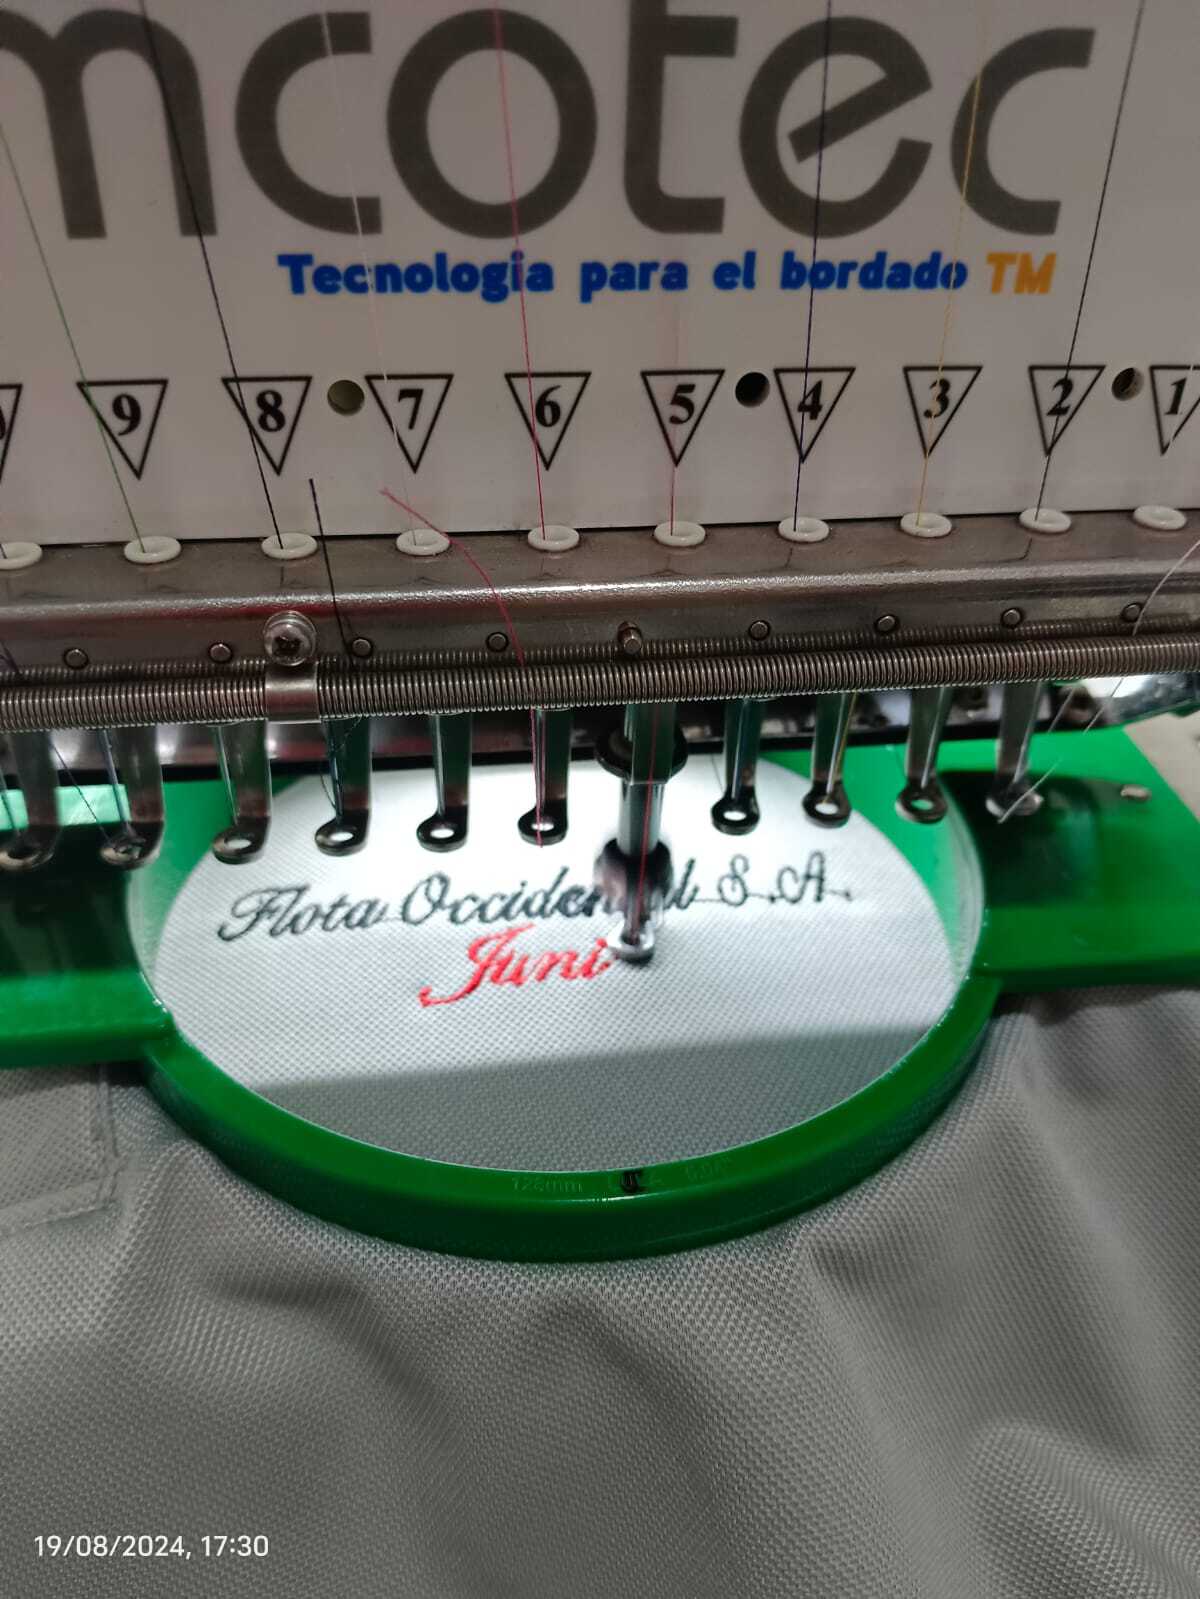 mcotec
Tecnologia para el bordado TM
9 8 7 6 5 4 3 2 1
Flota Occidental S.A.
Juni
128mm
19/08/2024, 17:30